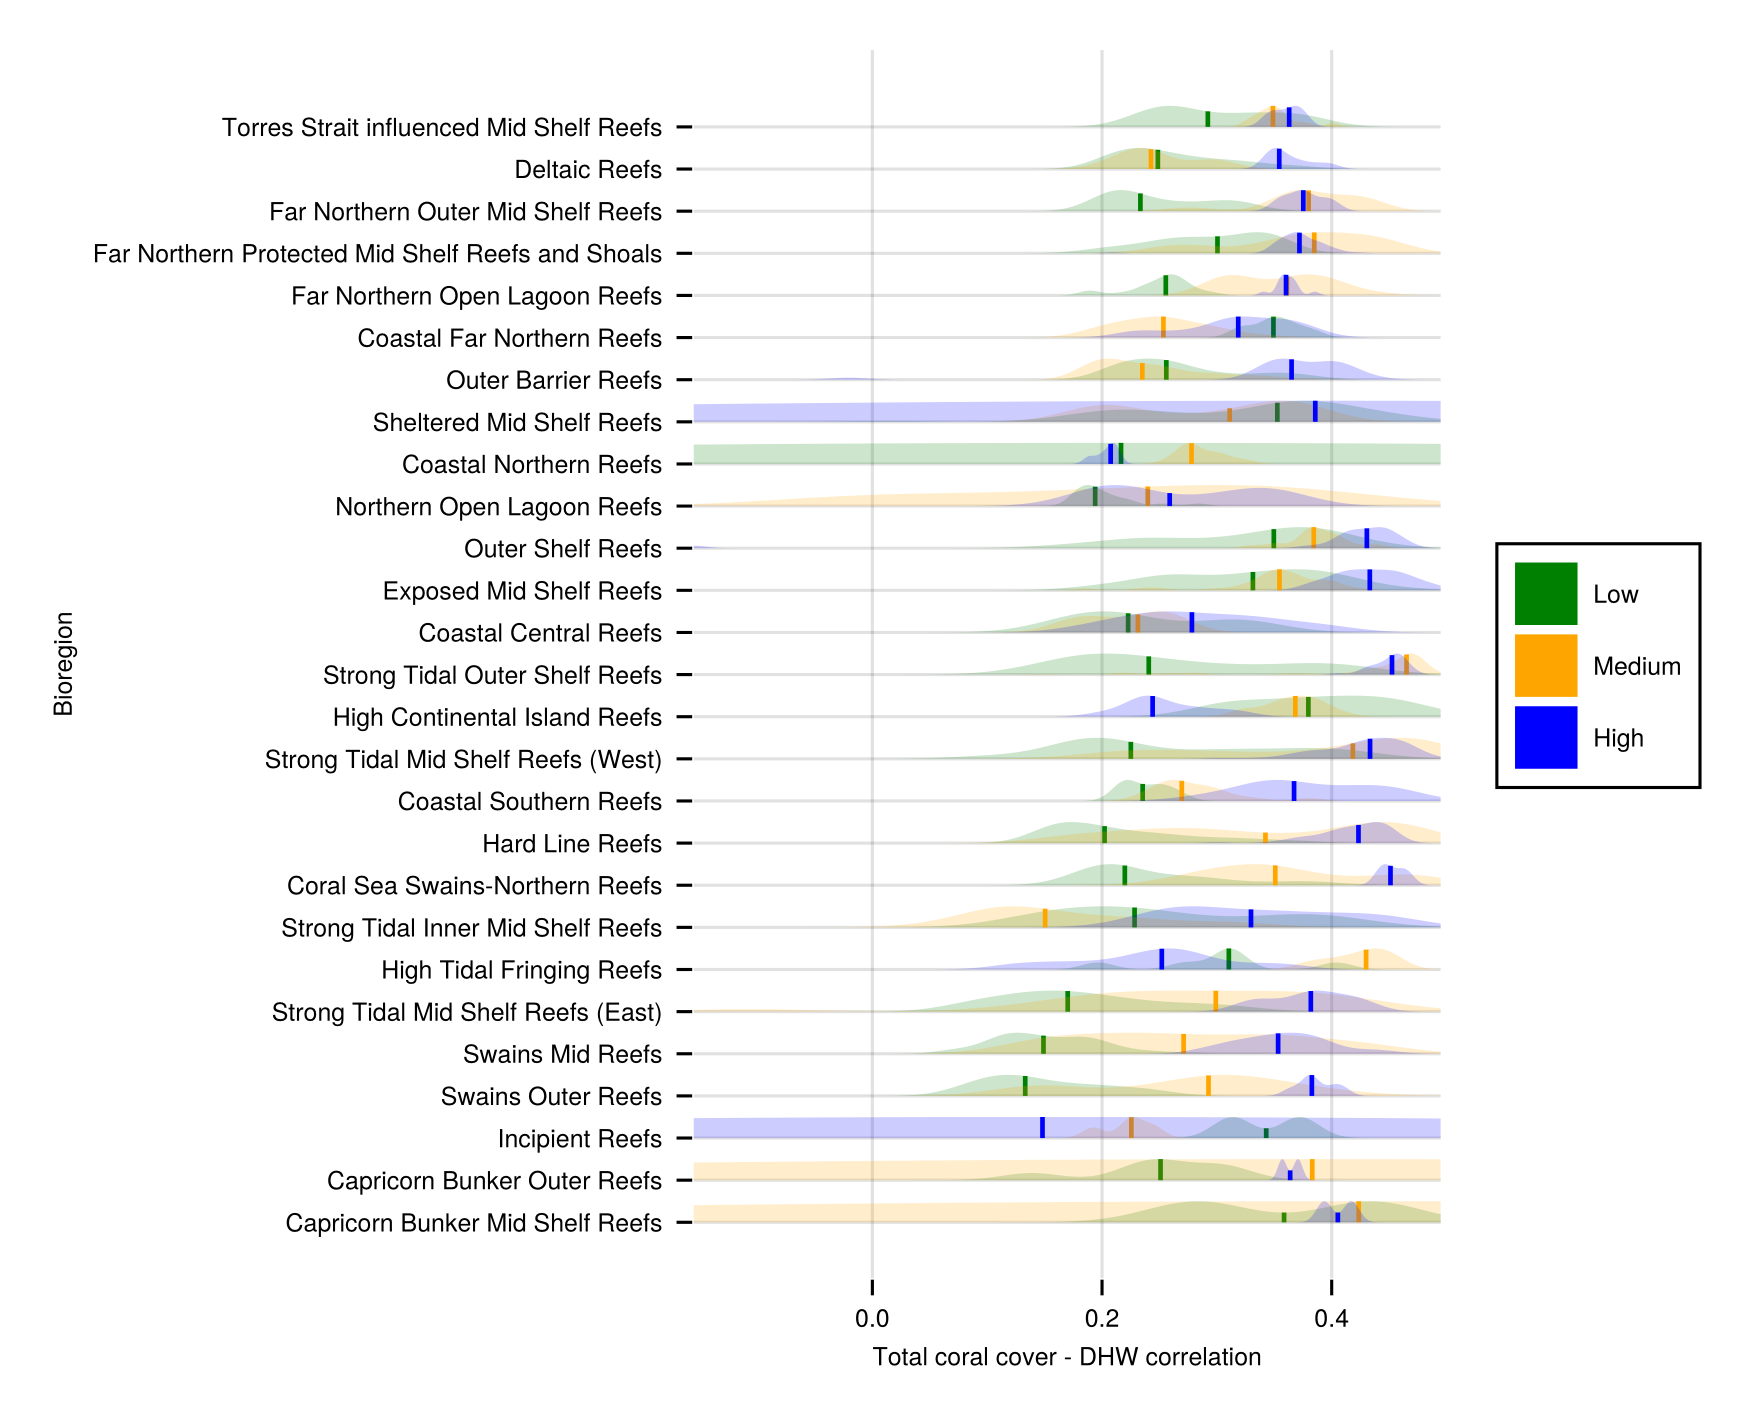 Torres Strait influenced Mid Shelf Reefs
Deltaic Reefs
Far Northern Outer Mid Shelf Reefs
Far Northern Protected Mid Shelf Reefs and Shoals
Far Northern Open Lagoon Reefs
Coastal Far Northern Reefs
Outer Barrier Reefs
Sheltered Mid Shelf Reefs
Coastal Northern Reefs
Northern Open Lagoon Reefs
Outer Shelf Reefs
Exposed Mid Shelf Reefs
Coastal Central Reefs
Strong Tidal Outer Shelf Reefs
High Continental Island Reefs
Strong Tidal Mid Shelf Reefs (West)
Coastal Southern Reefs
Hard Line Reefs
Coral Sea Swains-Northern Reefs
Strong Tidal Inner Mid Shelf Reefs
High Tidal Fringing Reefs
Strong Tidal Mid Shelf Reefs (East)
Swains Mid Reefs
Swains Outer Reefs
Incipient Reefs
Capricorn Bunker Outer Reefs
Capricorn Bunker Mid Shelf Reefs
Bioregion
0.0 0.2 0.4
Total coral cover - DHW correlation
Low
Medium
High